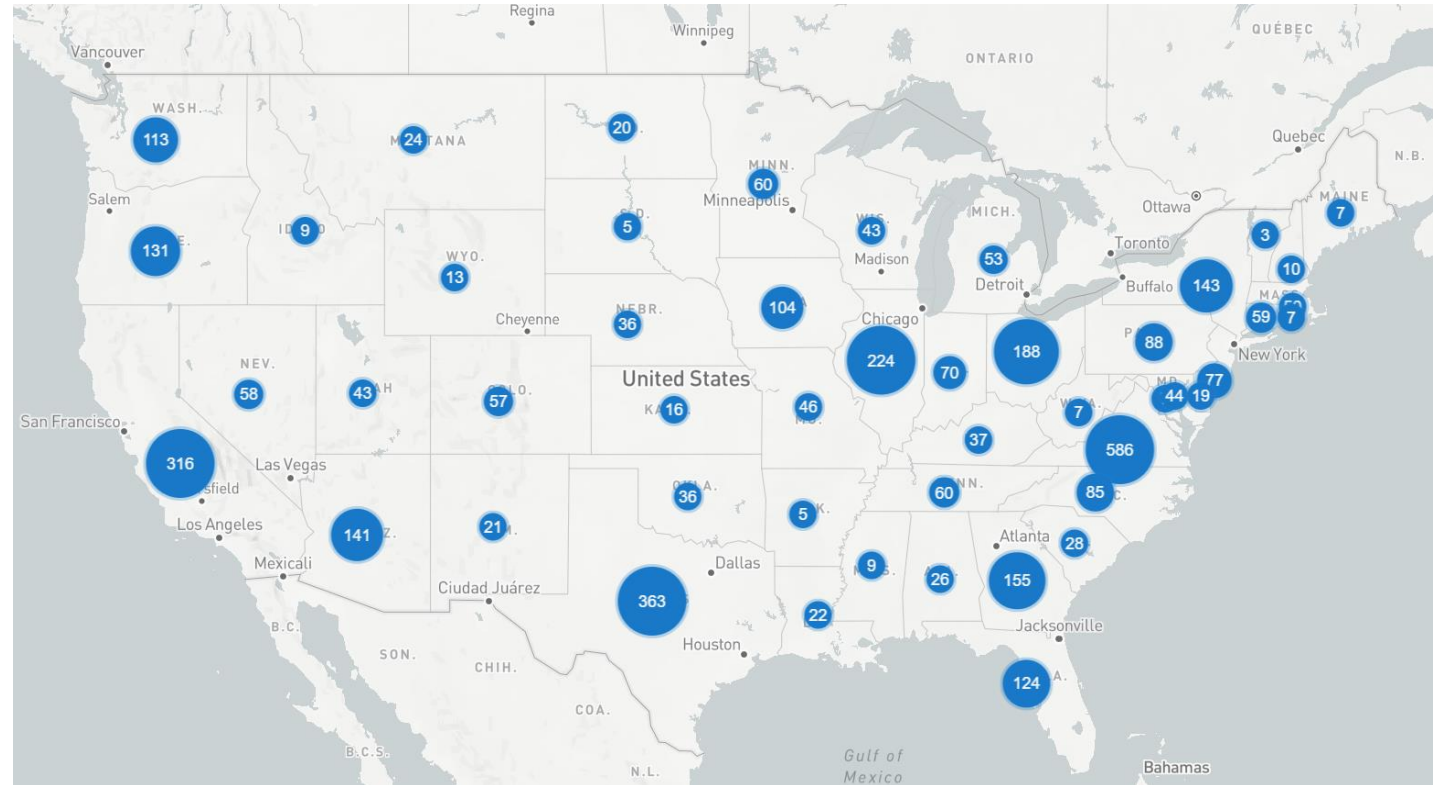 Regina
Winnipeg
QUÉBEC
Vancouver
ONTARIO
WASH.
113
24
20
Quebec
N.B.
MINN.
60
Minneapolis
MAINE
7
Salem
Ottawa
9
5
43
MICH.
3
131
WYO.
13
Madison
53
Toronto
10
Detroit
Buffalo
143
104
36
Cheyenne
Chicago
59
7
New York
224
188
88
NEV.
58
43
57
United States
16
46
70
77
44
19
7
San Francisco
37
586
316
Las Vegas
36
60
85
Los Angeles
141
21
5
Atlanta
28
Mexicali
Ciudad Juárez
Dallas
9
26
155
363
22
B.C.
Houston
Jacksonville
SON.
CHIH.
124
COA.
B.C.S.
N.L.
Gulf of
Mexico
Bahamas